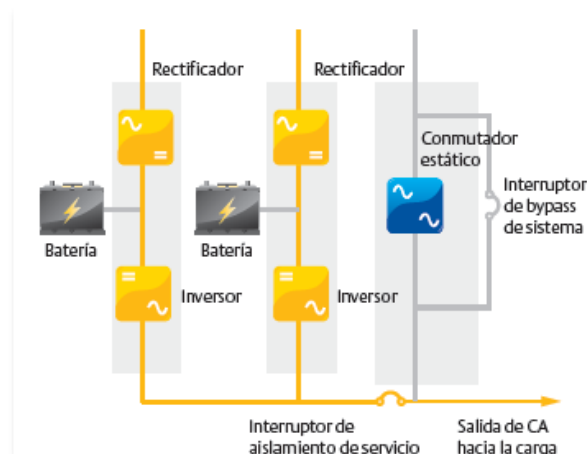 Rectificador
Rectificador
Conmutador
estático
Interruptor
de bypass
de sistema
Batería
Batería
Inversor
Inversor
Interruptor de
aislamiento de servicio
Salida de CA
hacia la carga